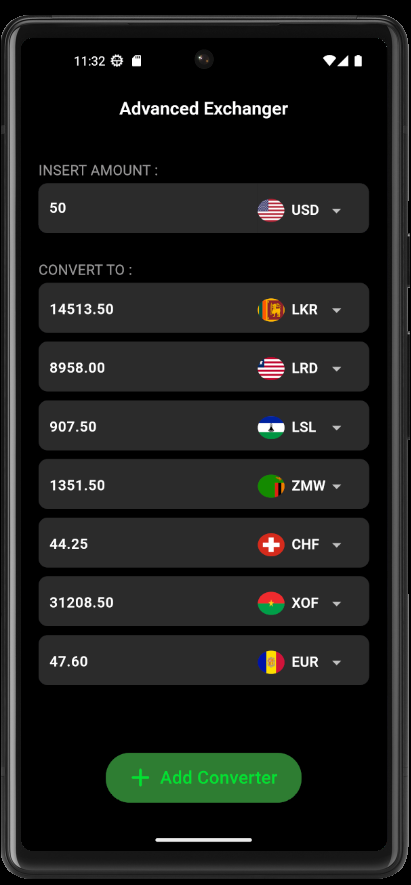 11:32
Advanced Exchanger
INSERT AMOUNT :
50 USD
CONVERT TO :
14513.50 LKR
8958.00 LRD
907.50 LSL
1351.50 ZMW
44.25 CHF
31208.50 XOF
47.60 EUR
+ Add Converter